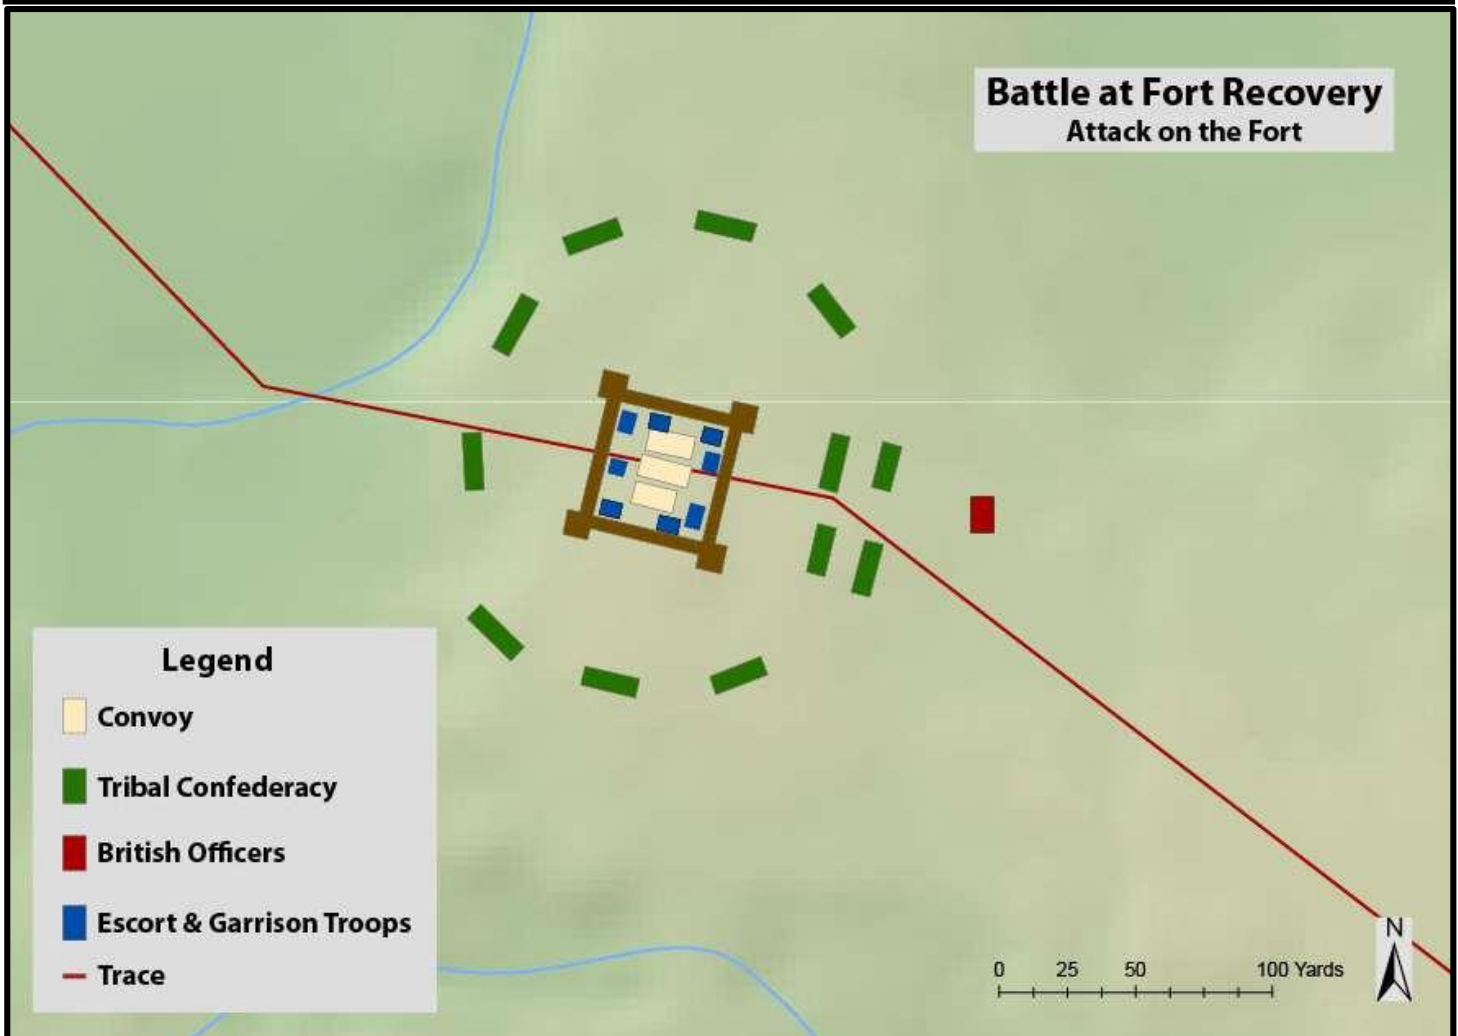 Battle at Fort Recovery
Attack on the Fort
Legend
Convoy
Tribal Confederacy
British Officers
Escort & Garrison Troops
Trace
N
0 25 50 100 Yards